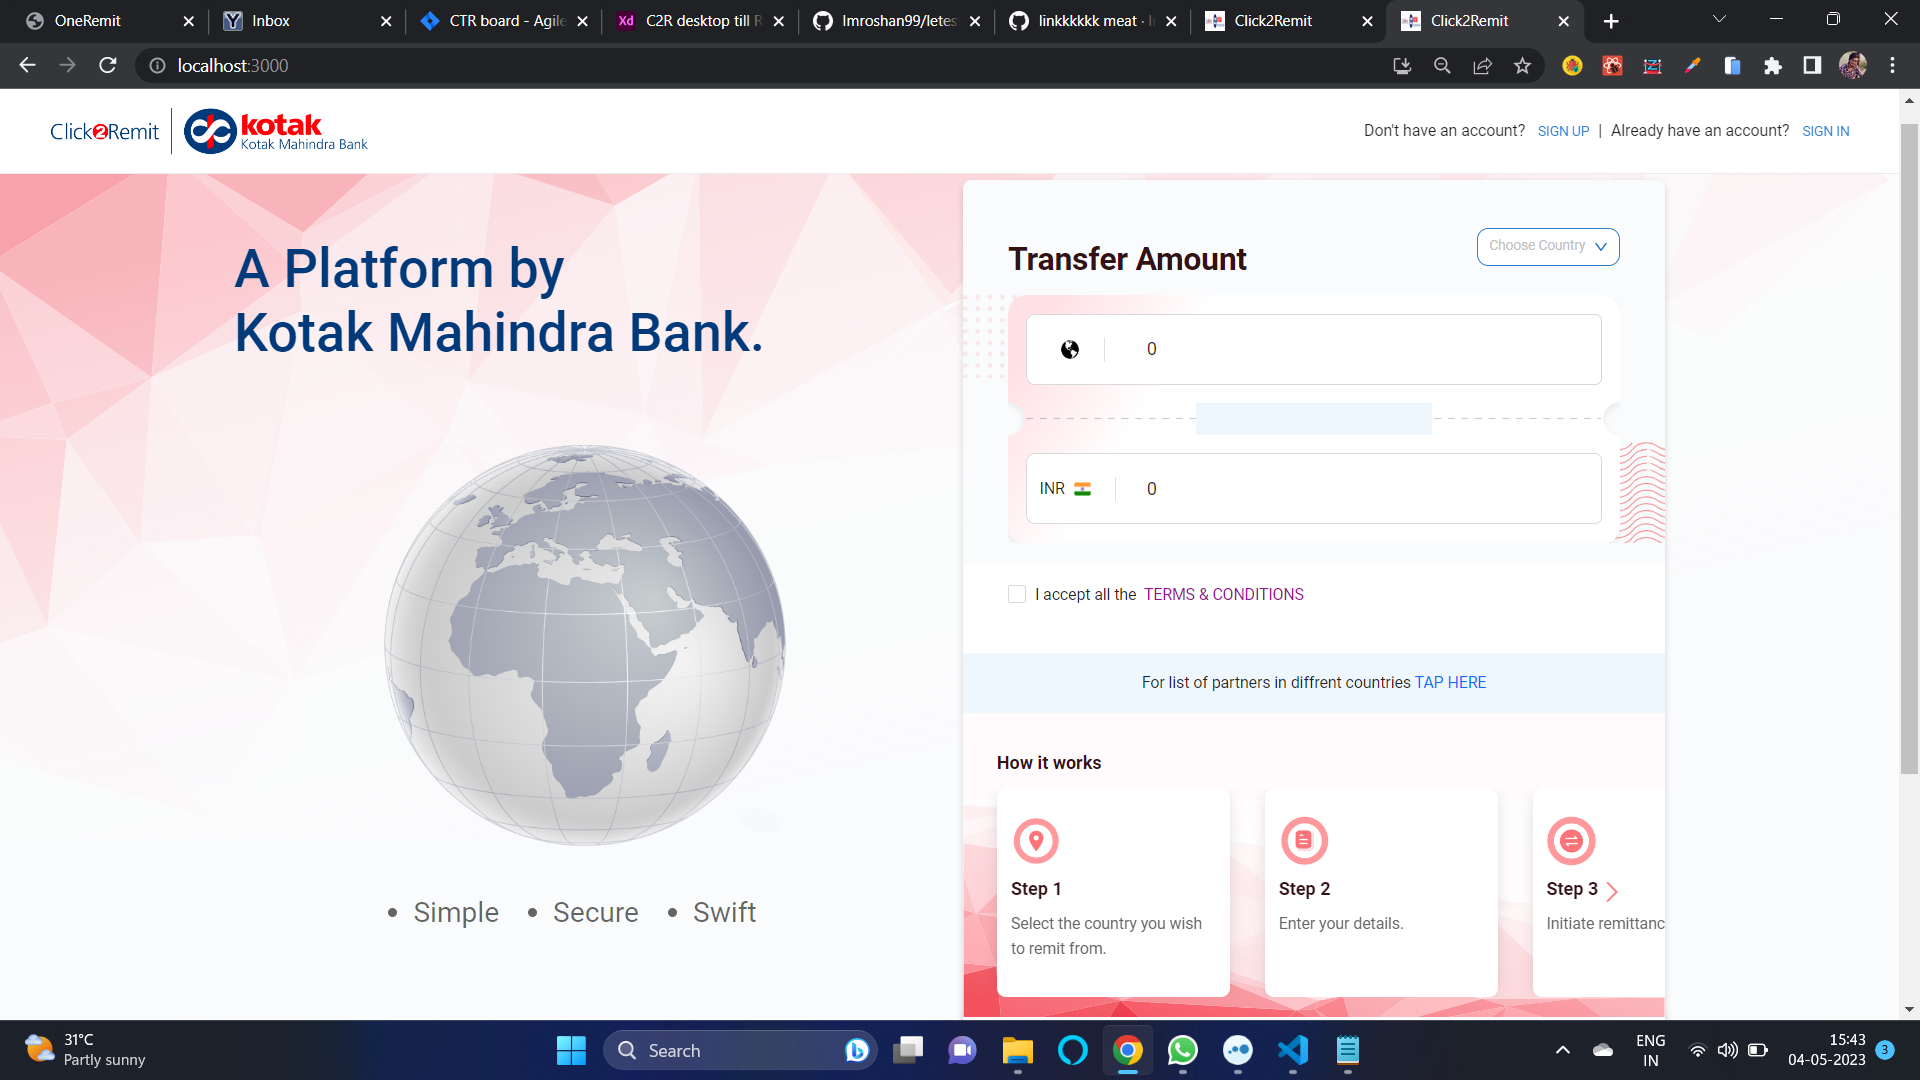 OneRemit
Inbox
CTR board - Agile
C2R desktop till R
Imroshan99/letes
linkkkkkk meat · I
Click2Remit
Click2Remit
localhost:3000
Click2Remit
kotak
Kotak Mahindra Bank
Don't have an account? SIGN UP | Already have an account? SIGN IN
A Platform by
Kotak Mahindra Bank.
Simple
Secure
Swift
Transfer Amount
Choose Country
0
INR
0
I accept all the TERMS & CONDITIONS
For list of partners in diffrent countries TAP HERE
How it works
Step 1
Select the country you wish
to remit from.
Step 2
Enter your details.
Step 3
Initiate remittanc
31°C
Partly sunny
Search
ENG
IN
15:43
04-05-2023
3